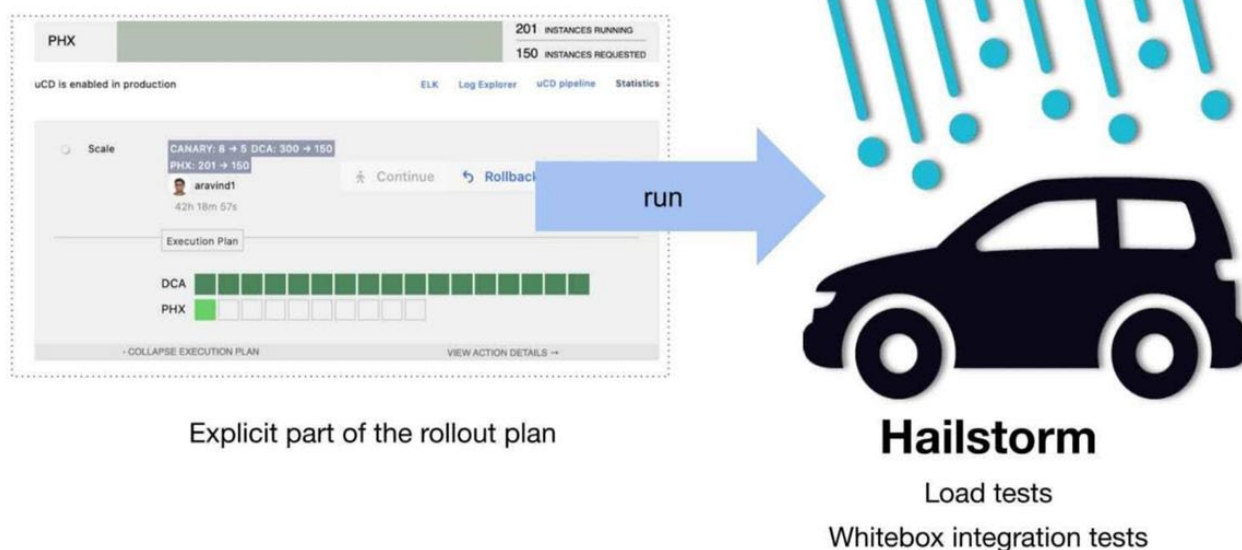 PHX
201 INSTANCES RUNNING
150 INSTANCES REQUESTED
uCD is enabled in production
ELK Log Explorer uCD pipeline Statistics
Scale
CANARY: 8 → 5 DCA: 300 → 150
PHX: 201 → 150
Continue
Rollback
aravind1
42h 18m 57s
Execution Plan
DCA
PHX
- COLLAPSE EXECUTION PLAN
VIEW ACTION DETAILS →
run
Explicit part of the rollout plan
Hailstorm
Load tests
Whitebox integration tests